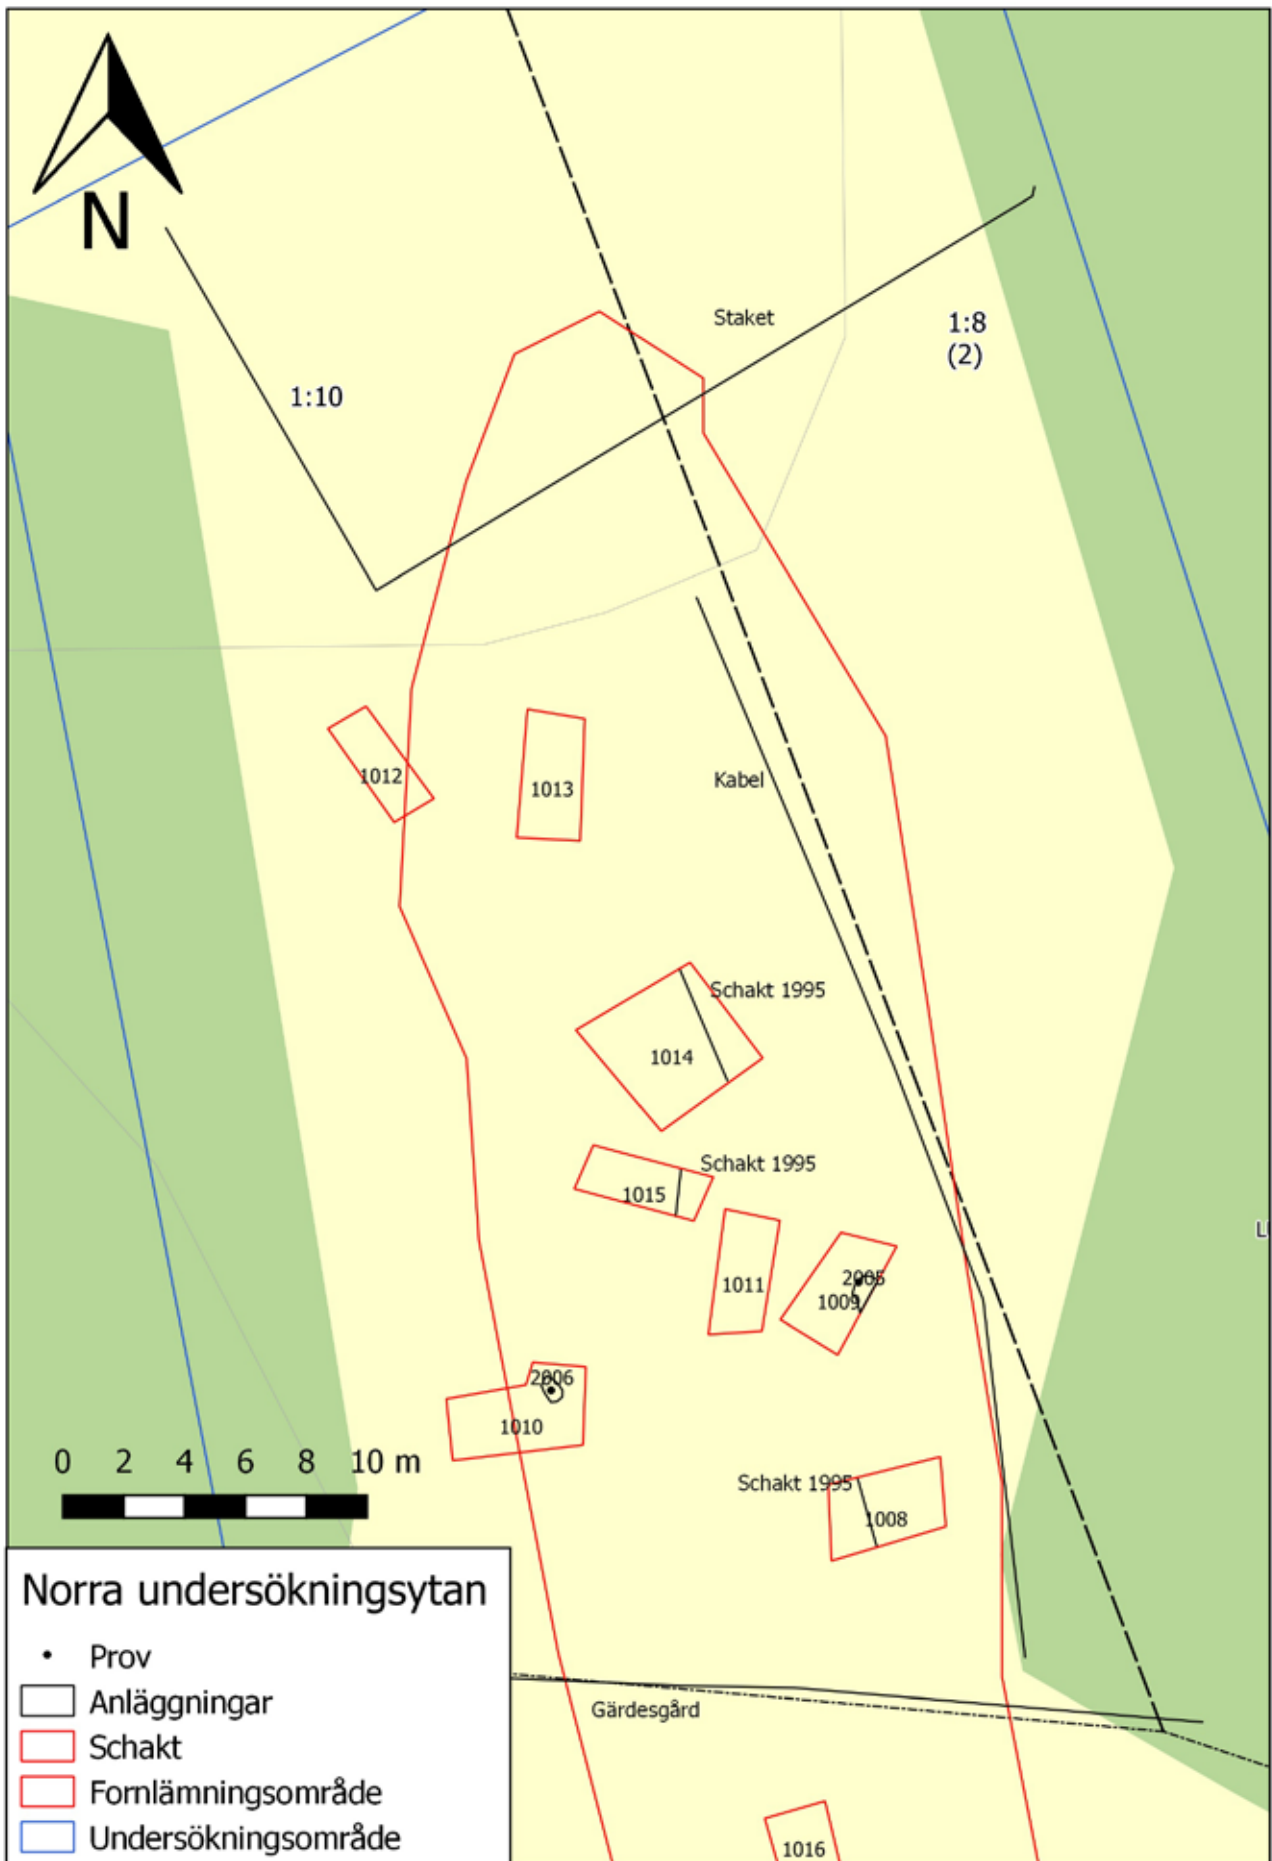 N
Staket
1:8
(2)
1:10
1012
1013
Kabel
Schakt 1995
1014
Schakt 1995
1015
1011
2005
1009
2006
1010
0 2 4 6 8 10 m
Schakt 1995
1008
Norra undersökningsytan
Prov
Anläggningar
Schakt
Fornlämningsområde
Undersökningsområde
Gärdesgård
1016